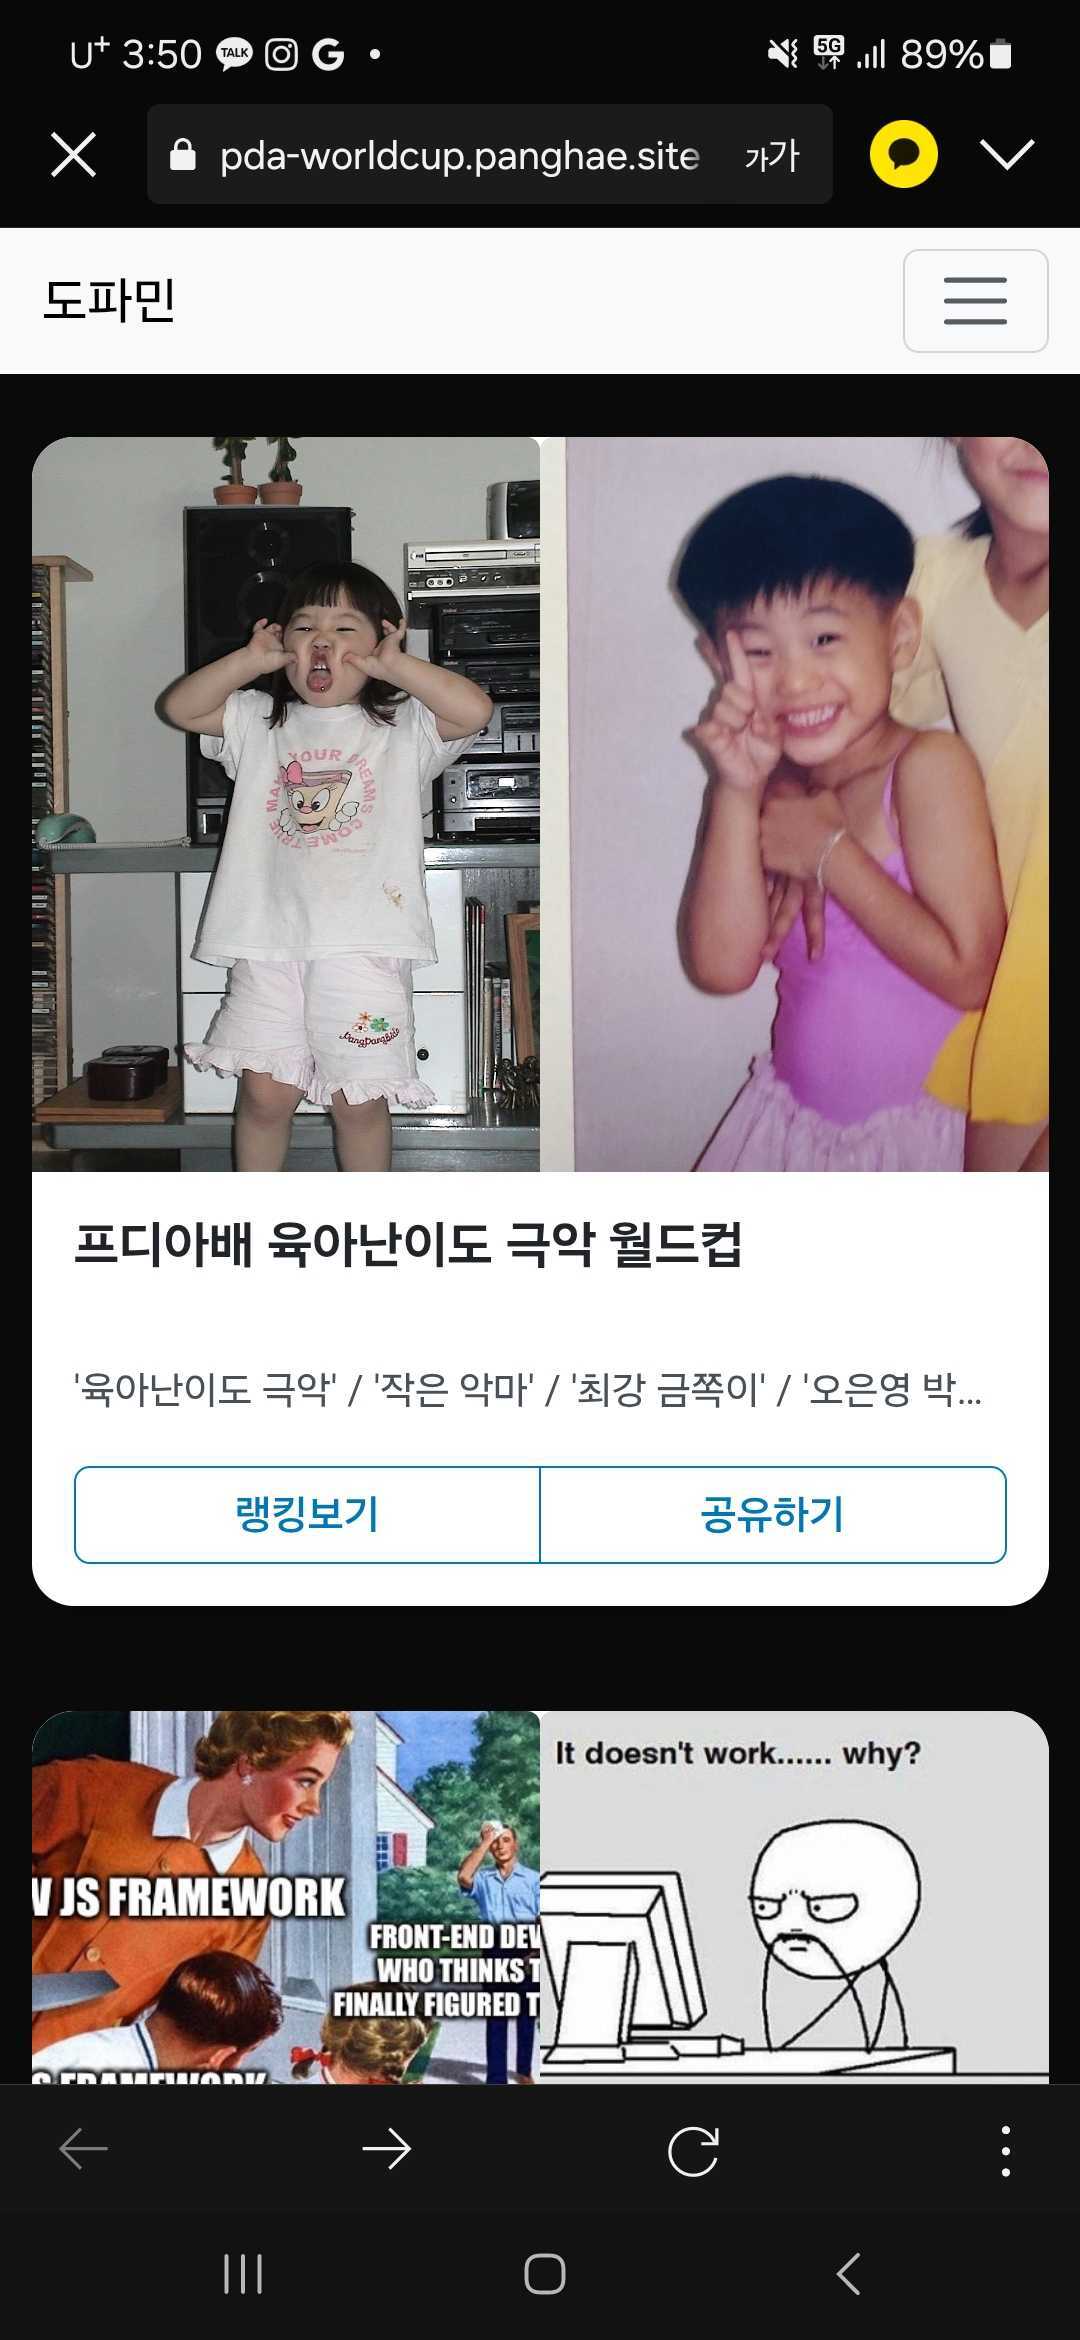 U+ 3:50 TALK G 5G 89%
pda-worldcup.panghae.site 가가
도파민
MAKE YOUR DREAMS COME TRUE
PangPangBide
프디아배 육아난이도 극악 월드컵
'육아난이도 극악' / '작은 악마' / '최강 금쪽이' / '오은영 박...
랭킹보기 공유하기
It doesn't work...... why?
JS FRAMEWORK
FRONT-END DEV
WHO THINKS T
FINALLY FIGURED T
S FRAMEWORK